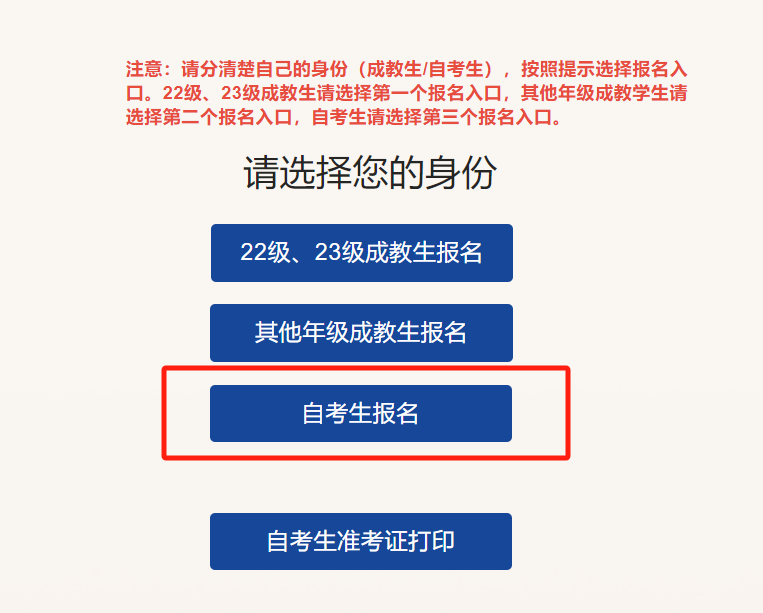 注意：请分清楚自己的身份（成教生/自考生），按照提示选择报名入
口。22级、23级成教生请选择第一个报名入口，其他年级成教学生请
选择第二个报名入口，自考生请选择第三个报名入口。
请选择您的身份
22级、23级成教生报名
其他年级成教生报名
自考生报名
自考生准考证打印